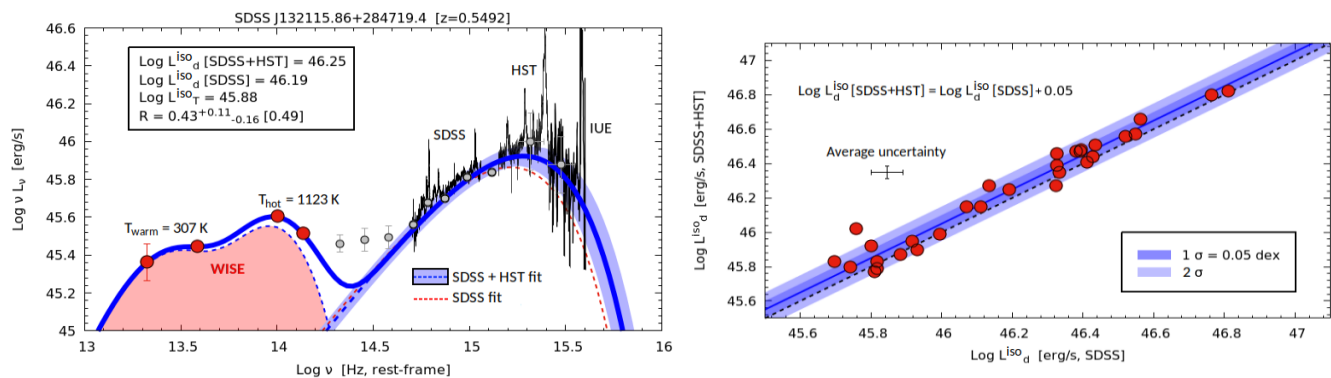 SDSS J132115.86+284719.4 [z=0.5492]
46.6
46.4
46.2
46
45.8
45.6
45.4
45.2
45
Log ν Lν [erg/s]
Log L^iso_d [SDSS+HST] = 46.25
Log L^iso_d [SDSS] = 46.19
Log L^iso_T = 45.88
R = 0.43^+0.11_-0.16 [0.49]
HST
SDSS
IUE
T_hot = 1123 K
T_warm = 307 K
WISE
SDSS + HST fit
SDSS fit
13 13.5 14 14.5 15 15.5 16
Log ν [Hz, rest-frame]
47
46.8
46.6
46.4
46.2
46
45.8
45.6
Log L^iso_d [erg/s, SDSS+HST]
Log L^iso_d [SDSS+HST] = Log L^iso_d [SDSS] + 0.05
Average uncertainty
1 σ = 0.05 dex
2 σ
45.6 45.8 46 46.2 46.4 46.6 46.8 47
Log L^iso_d [erg/s, SDSS]